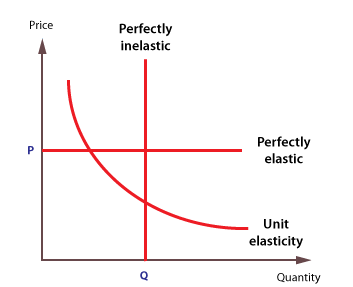 Price
Perfectly
inelastic
P
Perfectly
elastic
Unit
elasticity
Q
Quantity